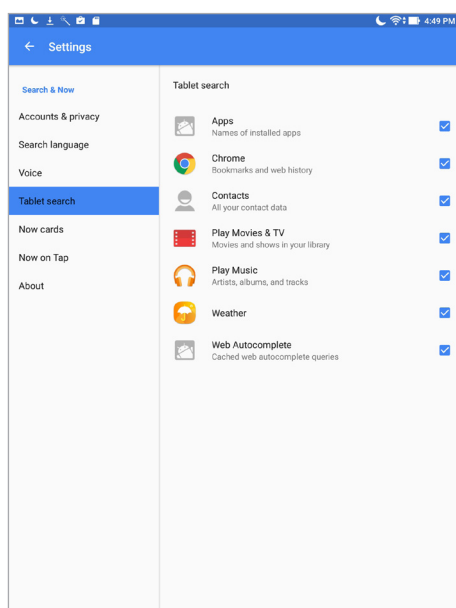 4:49 PM
Settings
Search & Now
Accounts & privacy
Search language
Voice
Tablet search
Now cards
Now on Tap
About
Tablet search
Apps
Names of installed apps
Chrome
Bookmarks and web history
Contacts
All your contact data
Play Movies & TV
Movies and shows in your library
Play Music
Artists, albums, and tracks
Weather
Web Autocomplete
Cached web autocomplete queries